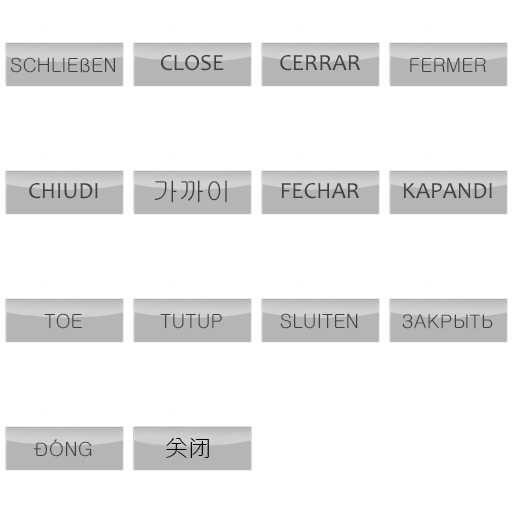 SCHLIEßEN CLOSE CERRAR FERMER
CHIUDI 가까이 FECHAR KAPANDI
TOE TUTUP SLUITEN ЗАКРЫТЬ
ĐÓNG 关闭